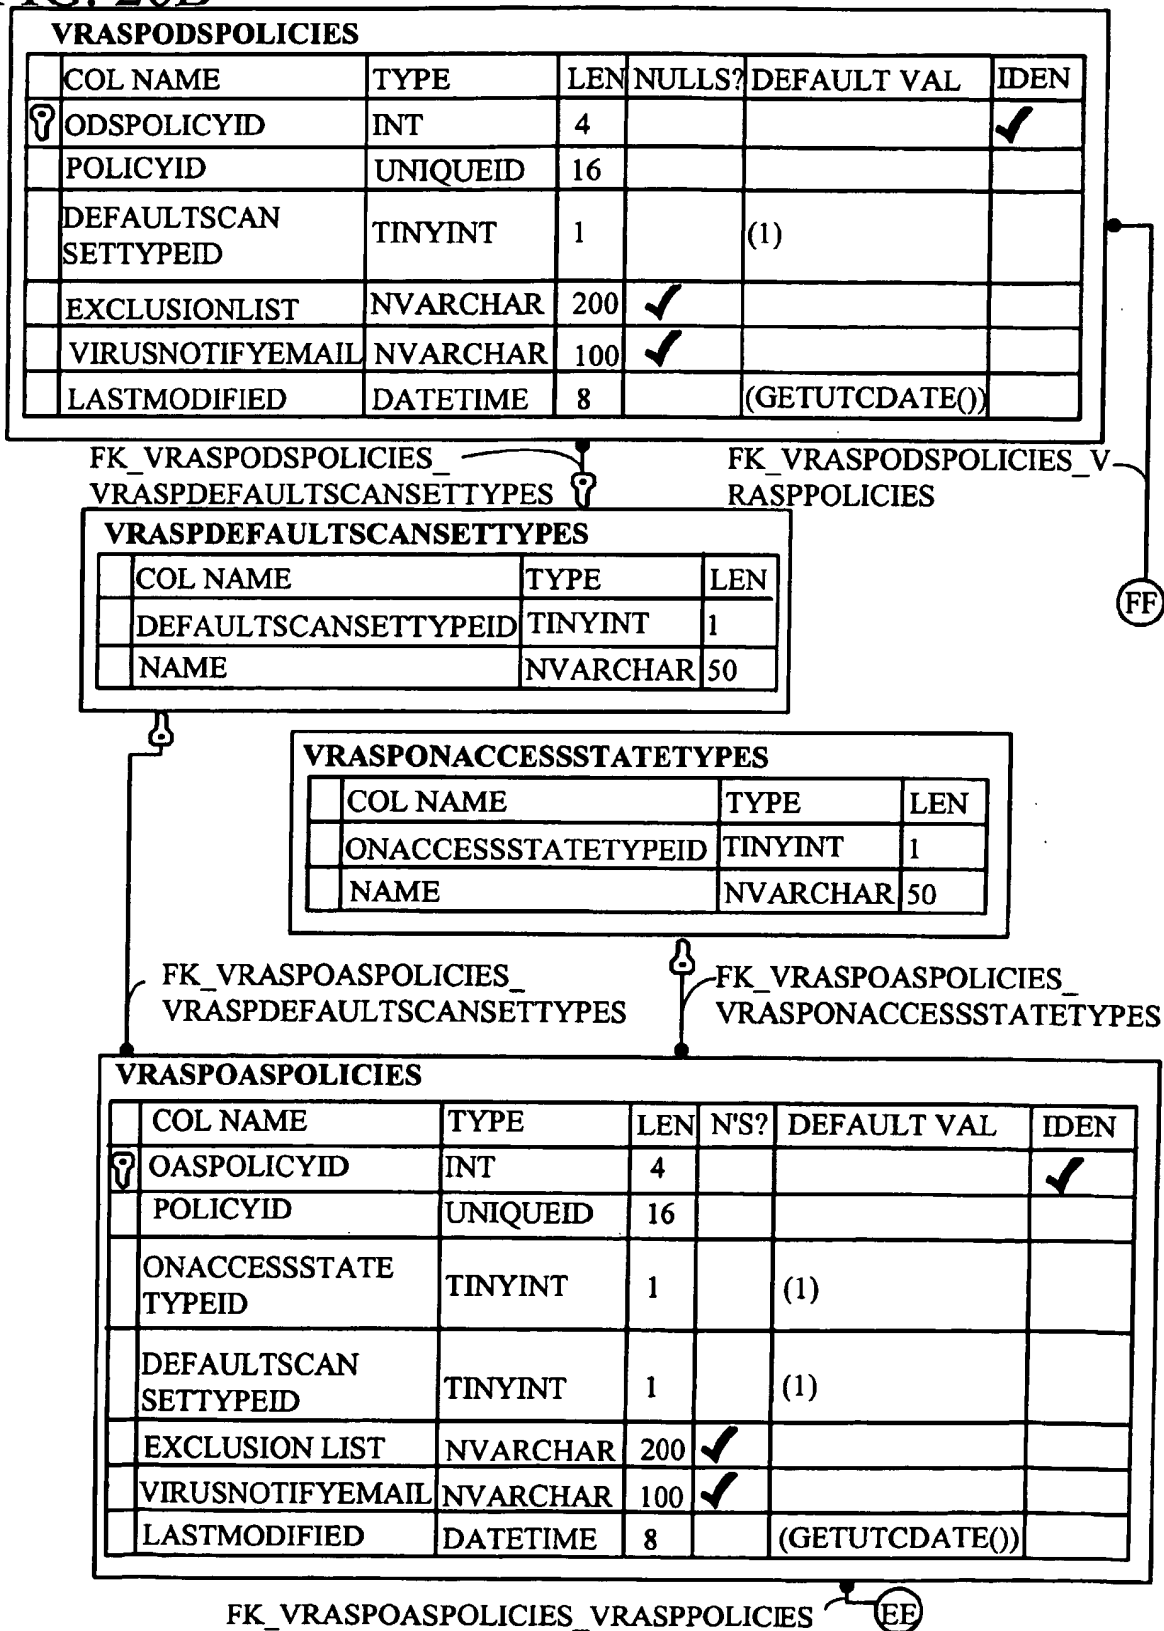 FIG. 20B
VRASPODSPOLICIES
COL NAME TYPE LEN NULLS? DEFAULT VAL IDEN
ODSPOLICYID INT 4
POLICYID UNIQUEID 16
DEFAULTSCAN
SETTYPEID TINYINT 1 (1)
EXCLUSIONLIST NVARCHAR 200
VIRUSNOTIFYEMAIL NVARCHAR 100
LASTMODIFIED DATETIME 8 (GETUTCDATE())
FK_VRASPODSPOLICIES_
VRASPDEFAULTSCANSETTYPES
FK_VRASPODSPOLICIES_V
RASPPOLICIES
FF
VRASPDEFAULTSCANSETTYPES
COL NAME TYPE LEN
DEFAULTSCANSETTYPEID TINYINT 1
NAME NVARCHAR 50
VRASPONACCESSSTATETYPES
COL NAME TYPE LEN
ONACCESSSTATETYPEID TINYINT 1
NAME NVARCHAR 50
FK_VRASPOASPOLICIES_
VRASPDEFAULTSCANSETTYPES
FK_VRASPOASPOLICIES_
VRASPONACCESSSTATETYPES
VRASPOASPOLICIES
COL NAME TYPE LEN N'S? DEFAULT VAL IDEN
OASPOLICYID INT 4
POLICYID UNIQUEID 16
ONACCESSSTATE
TYPEID TINYINT 1 (1)
DEFAULTSCAN
SETTYPEID TINYINT 1 (1)
EXCLUSION LIST NVARCHAR 200
VIRUSNOTIFYEMAIL NVARCHAR 100
LASTMODIFIED DATETIME 8 (GETUTCDATE())
FK_VRASPOASPOLICIES_VRASPPOLICIES
EE